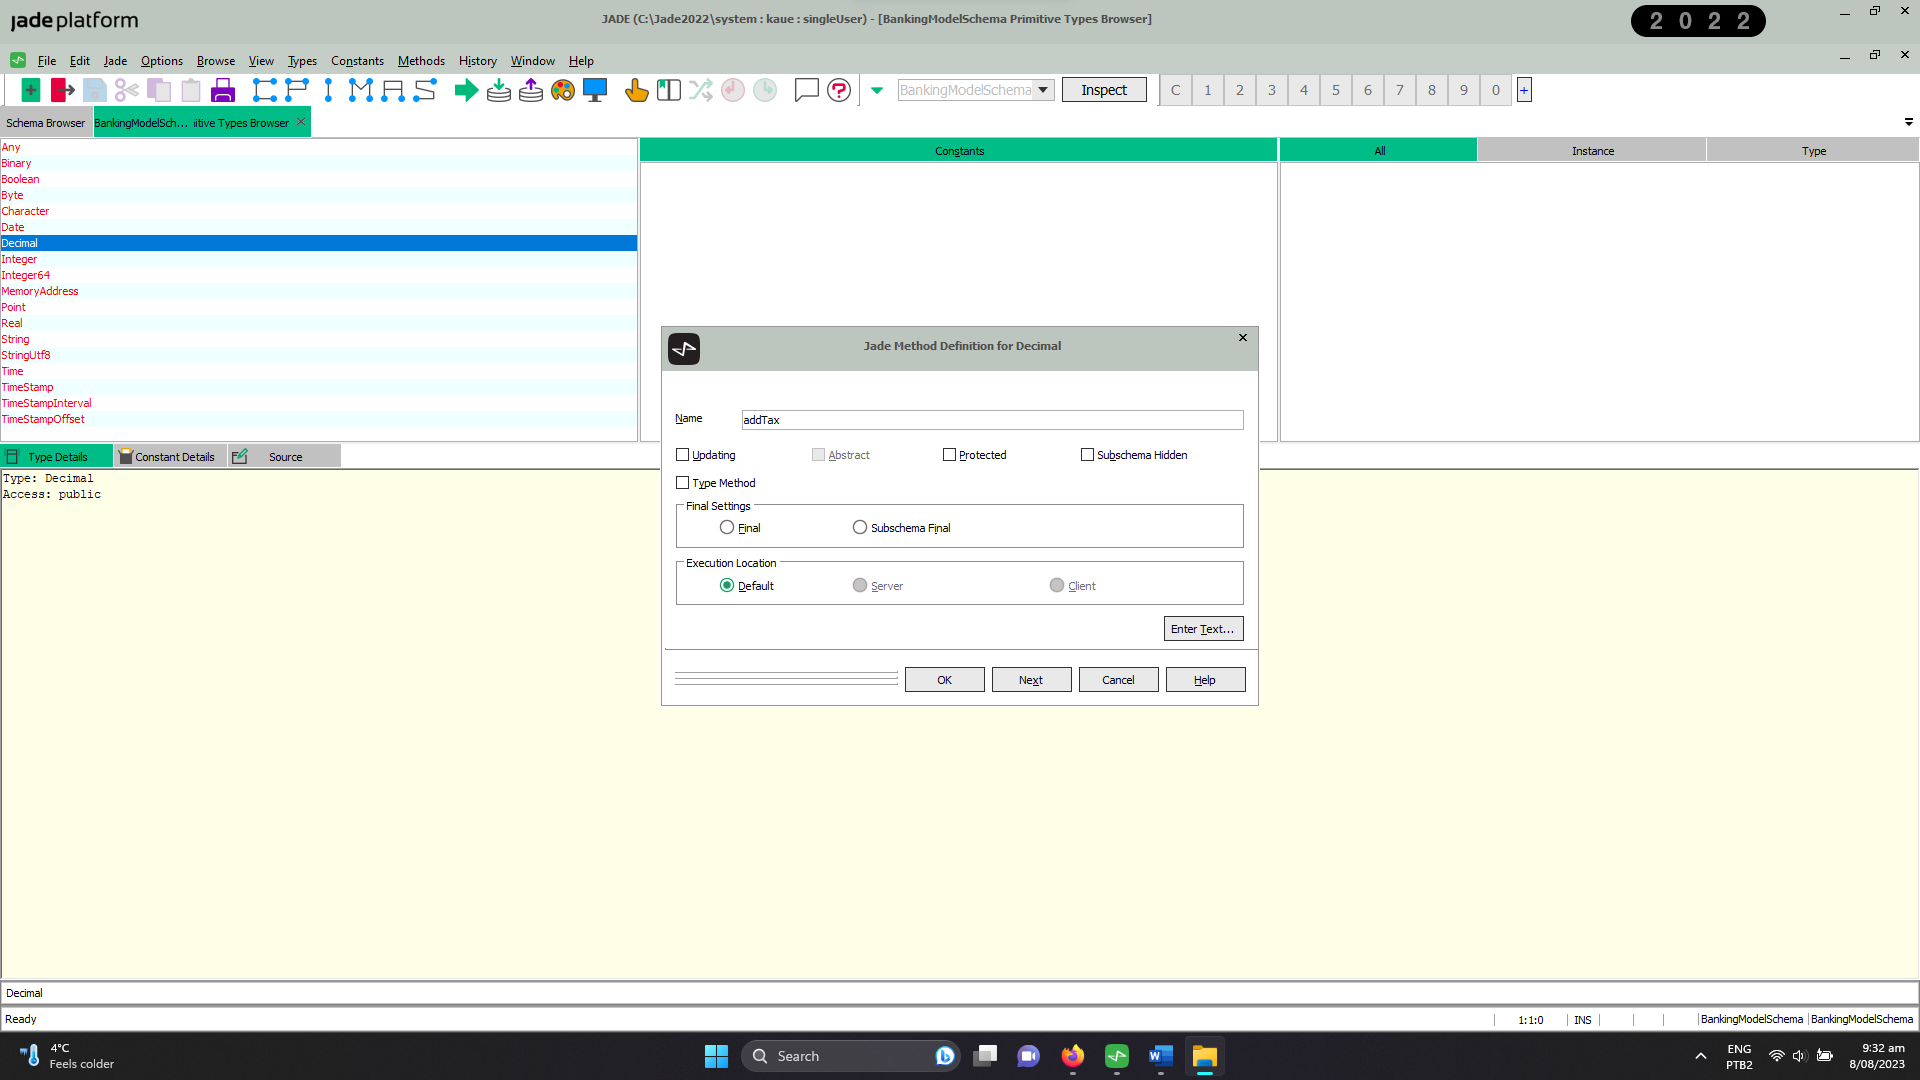 jade platform
JADE (C:\Jade2022\system : kaue : singleUser) - [BankingModelSchema Primitive Types Browser]
2 0 2 2
File Edit Jade Options Browse View Types Constants Methods History Window Help
BankingModelSchema
Inspect
C 1 2 3 4 5 6 7 8 9 0 +
Schema Browser
BankingModelSch... itive Types Browser
Any
Binary
Boolean
Byte
Character
Date
Decimal
Integer
Integer64
MemoryAddress
Point
Real
String
StringUtf8
Time
TimeStamp
TimeStampInterval
TimeStampOffset
Constants
All Instance Type
Jade Method Definition for Decimal
Name addTax
Updating Abstract Protected Subschema Hidden
Type Method
Final Settings
Final Subschema Final
Execution Location
Default Server Client
Enter Text...
OK Next Cancel Help
Type Details Constant Details Source
Type: Decimal
Access: public
Decimal
Ready
1:1:0 INS BankingModelSchema BankingModelSchema
4°C
Feels colder
Search
ENG
PTB2
9:32 am
8/08/2023